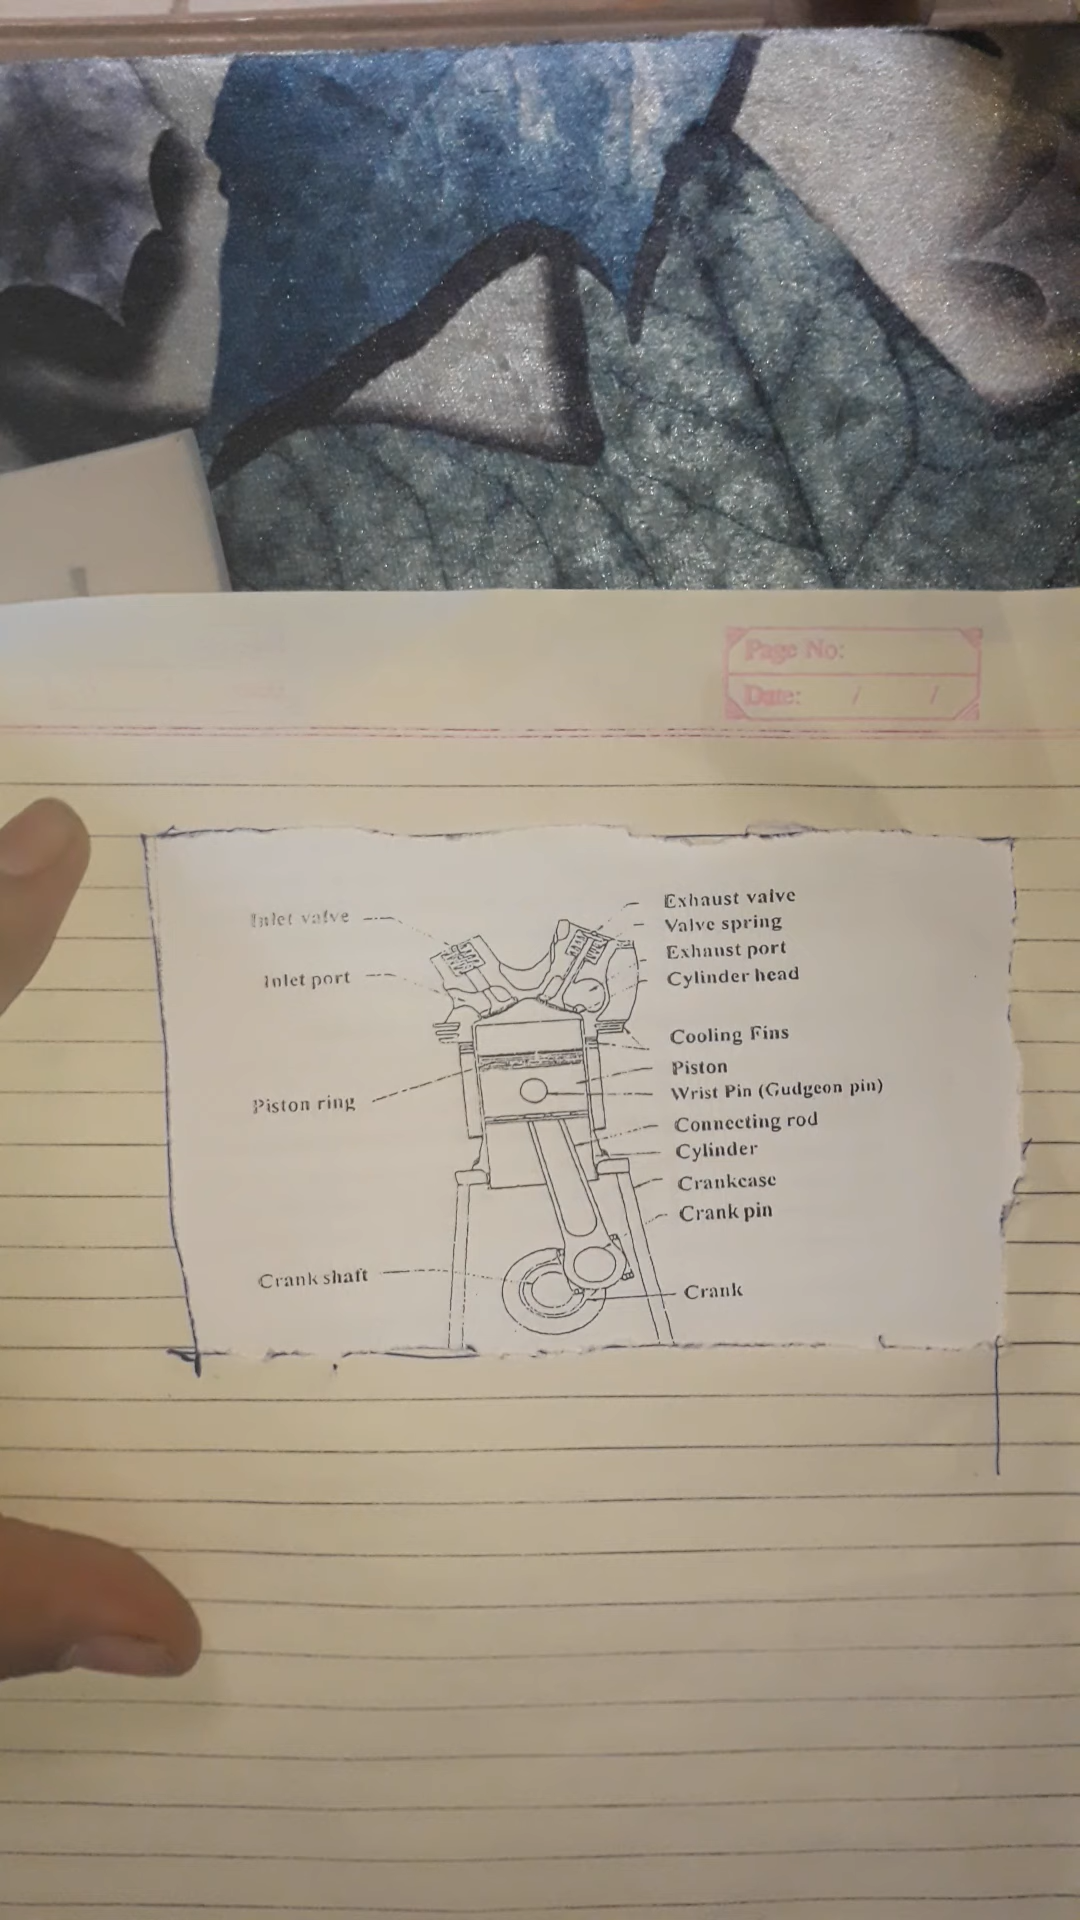 Page No:
Date: / /
Inlet valve
Inlet port
Piston ring
Crank shaft
Exhaust valve
Valve spring
Exhaust port
Cylinder head
Cooling Fins
Piston
Wrist Pin (Gudgeon pin)
Connecting rod
Cylinder
Crankcase
Crank pin
Crank